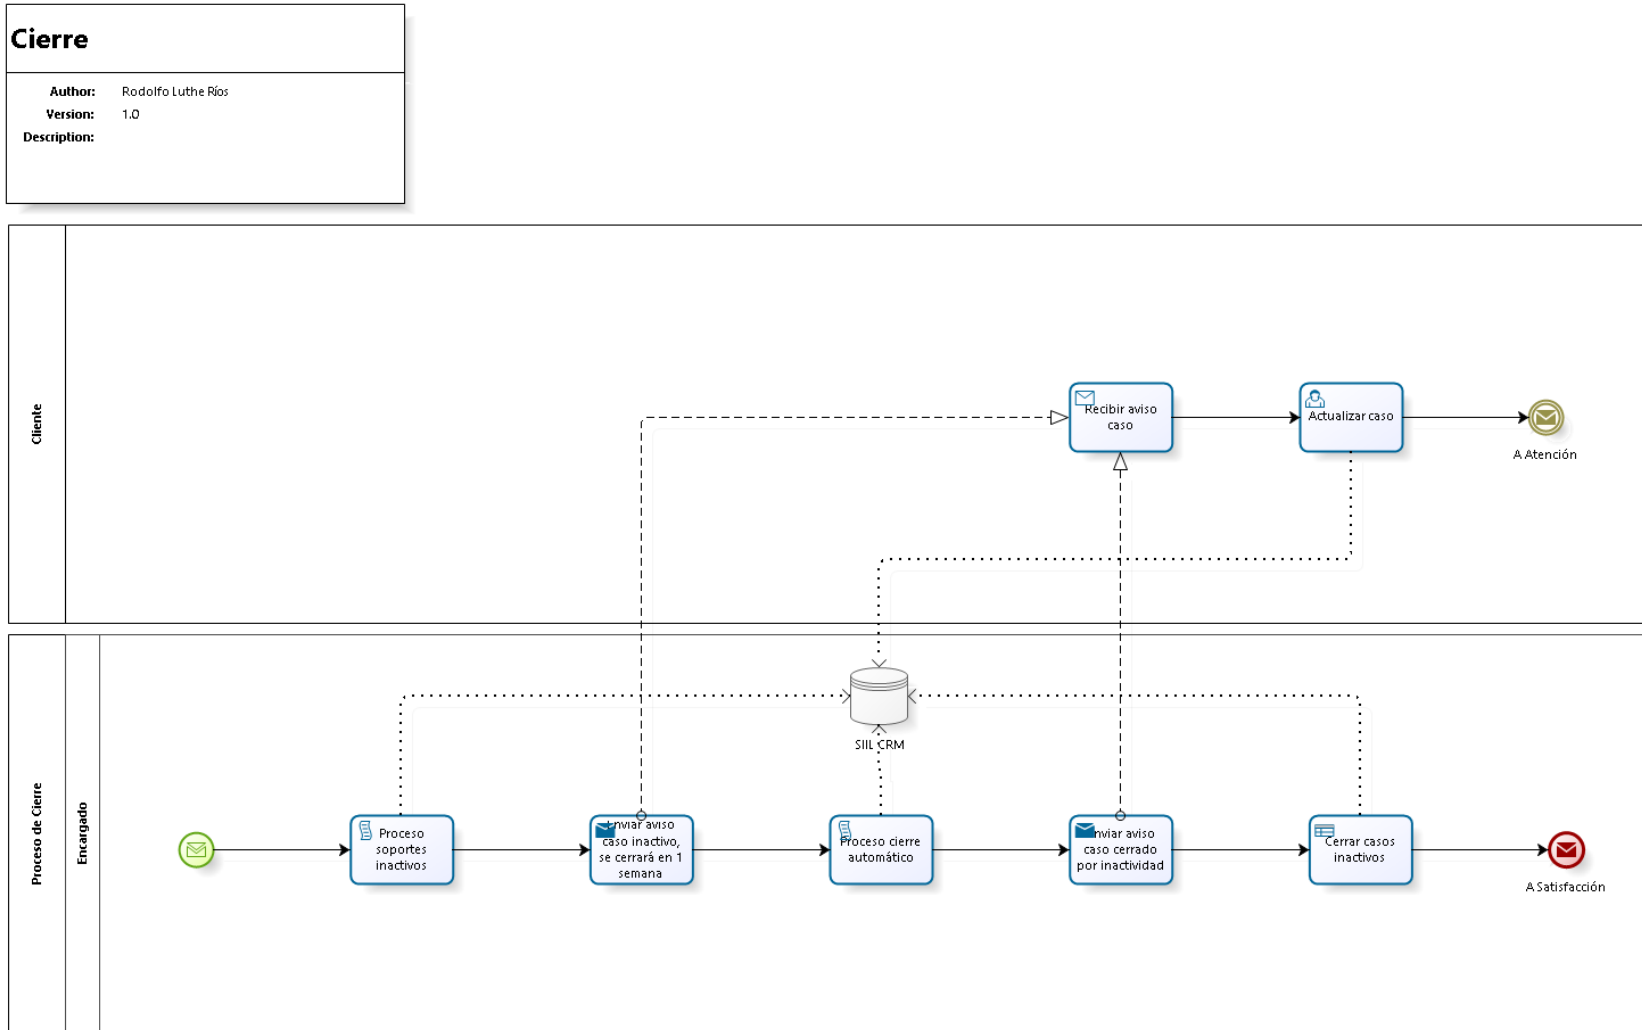 Cierre
Author: Rodolfo Luthe Ríos
Version: 1.0
Description:
Cliente
Recibir aviso
caso
Actualizar caso
A Atención
Proceso de Cierre
Encargado
SIIL CRM
Proceso
soportes
inactivos
Enviar aviso
caso inactivo,
se cerrará en 1
semana
Proceso cierre
automático
Enviar aviso
caso cerrado
por inactividad
Cerrar casos
inactivos
A Satisfacción